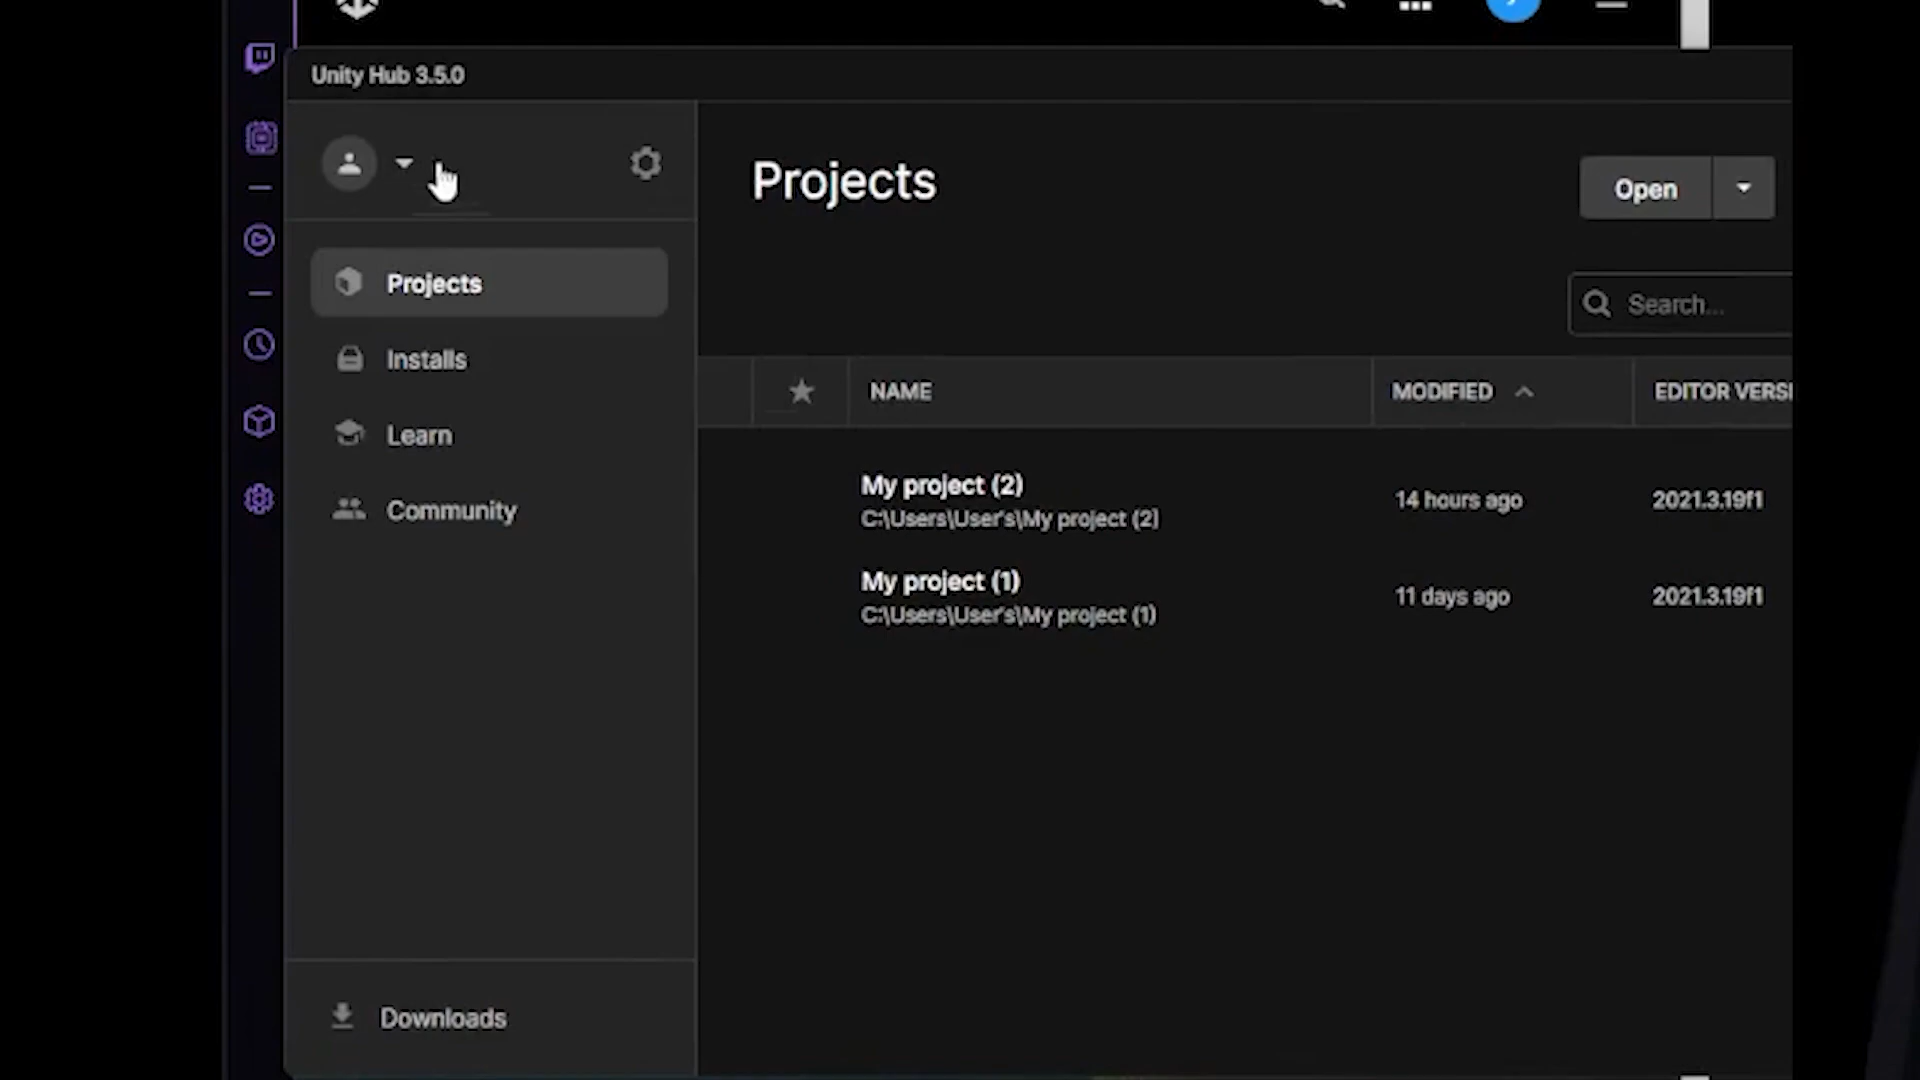 Unity Hub 3.5.0
Projects
Open
Projects
Installs
Learn
Community
Search...
NAME
MODIFIED
EDITOR VERSI
My project (2)
C:\Users\User's\My project (2)
14 hours ago
2021.3.19f1
My project (1)
C:\Users\User's\My project (1)
11 days ago
2021.3.19f1
Downloads